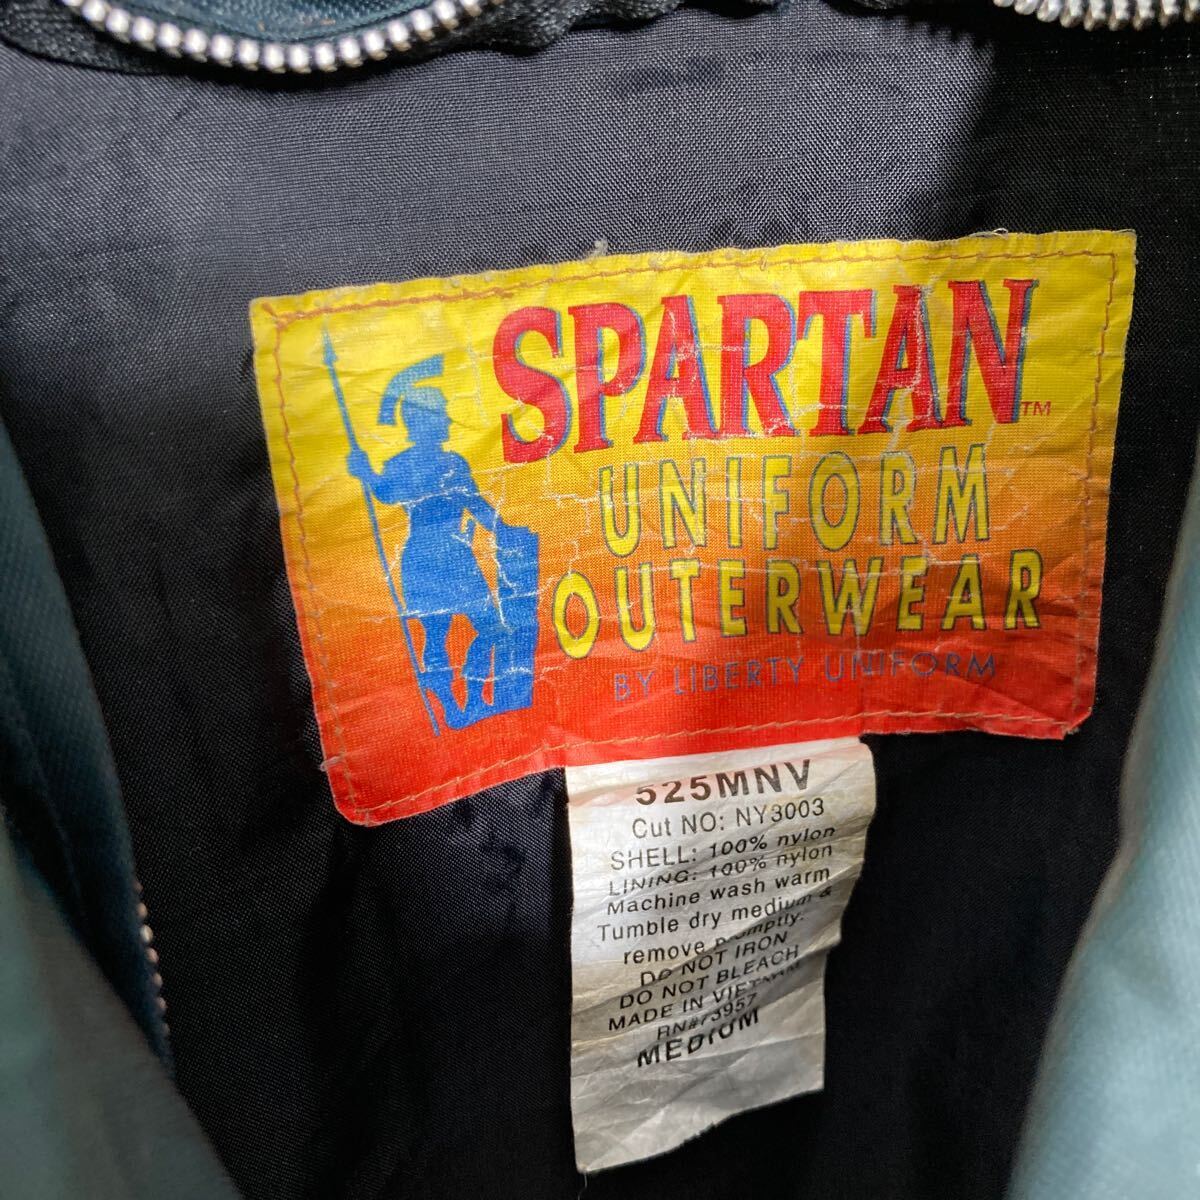 SPARTAN™
UNIFORM
OUTERWEAR
BY LIBERTY UNIFORM
525MNV
Cut NO: NY3003
SHELL: 100% nylon
LINING: 100% nylon
Machine wash warm
Tumble dry medium &
remove promptly.
DO NOT IRON
DO NOT BLEACH
MADE IN VIETNAM
RN#73957
MEDIUM